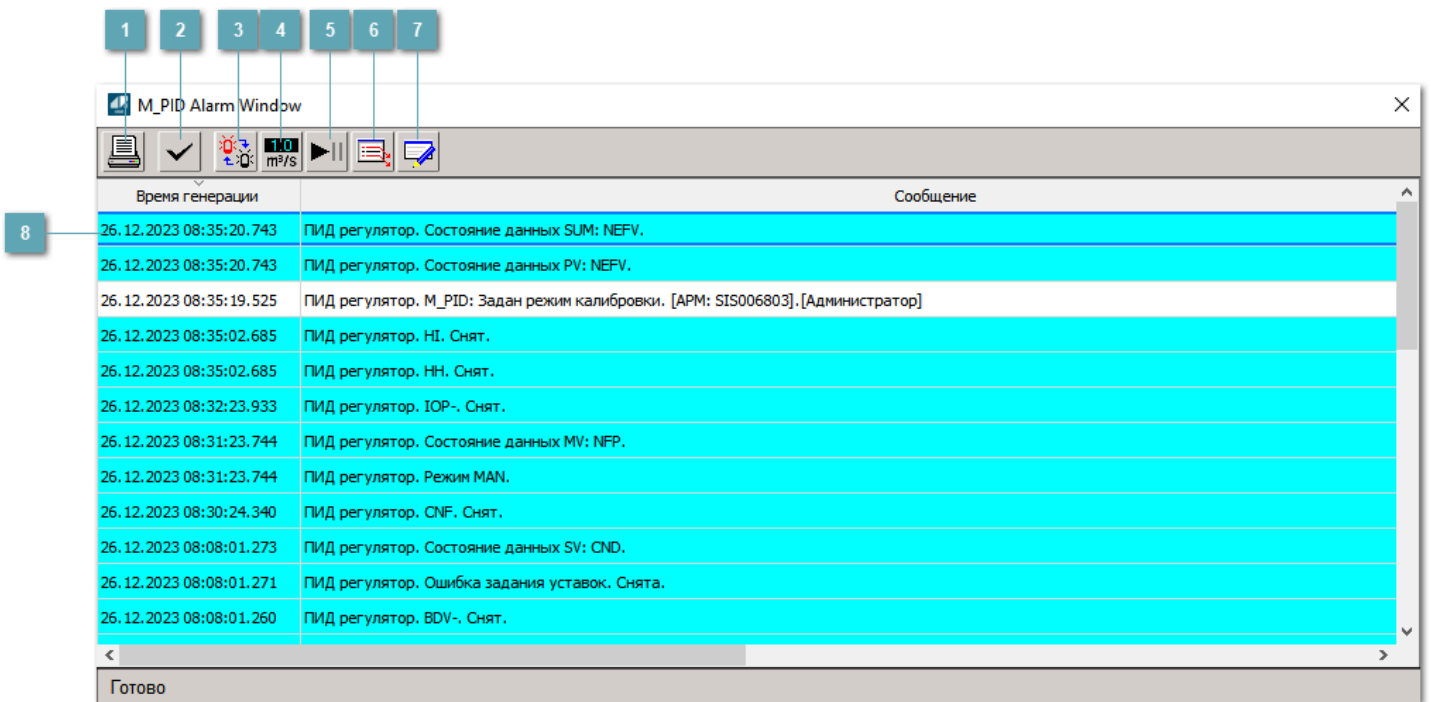 1 2 3 4 5 6 7
M_PID Alarm Window
1.0
m³/s
Время генерации Сообщение
8
26.12.2023 08:35:20.743 ПИД регулятор. Состояние данных SUM: NEFV.
26.12.2023 08:35:20.743 ПИД регулятор. Состояние данных PV: NEFV.
26.12.2023 08:35:19.525 ПИД регулятор. M_PID: Задан режим калибровки. [АРМ: SIS006803].[Администратор]
26.12.2023 08:35:02.685 ПИД регулятор. HI. Снят.
26.12.2023 08:35:02.685 ПИД регулятор. HH. Снят.
26.12.2023 08:32:23.933 ПИД регулятор. IOP-. Снят.
26.12.2023 08:31:23.744 ПИД регулятор. Состояние данных MV: NFP.
26.12.2023 08:31:23.744 ПИД регулятор. Режим MAN.
26.12.2023 08:30:24.340 ПИД регулятор. CNF. Снят.
26.12.2023 08:08:01.273 ПИД регулятор. Состояние данных SV: CND.
26.12.2023 08:08:01.271 ПИД регулятор. Ошибка задания уставок. Снята.
26.12.2023 08:08:01.260 ПИД регулятор. BDV-. Снят.
Готово